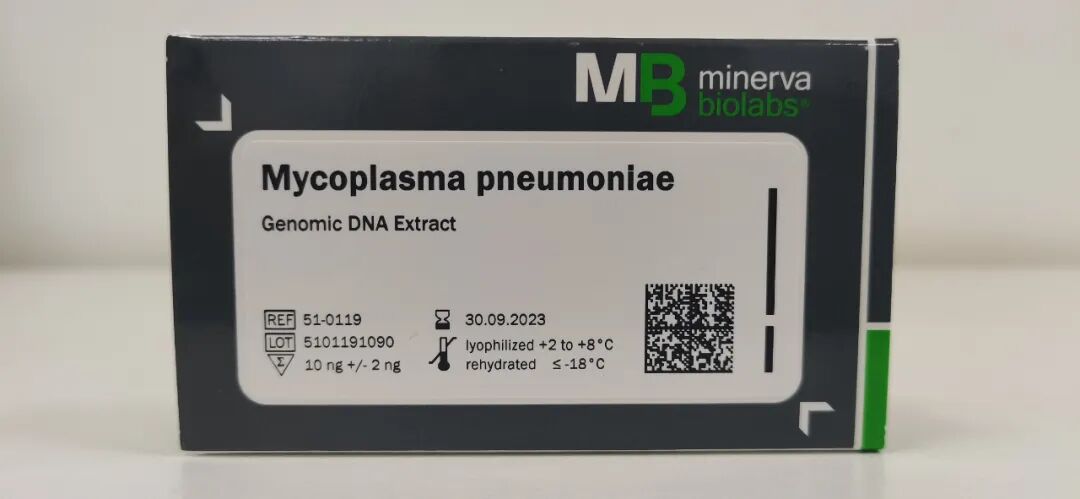 MB minerva
biolabs®
Mycoplasma pneumoniae
Genomic DNA Extract
REF 51-0119
LOT 5101191090
Σ 10 ng +/- 2 ng
30.09.2023
lyophilized +2 to +8°C
rehydrated ≤ -18°C